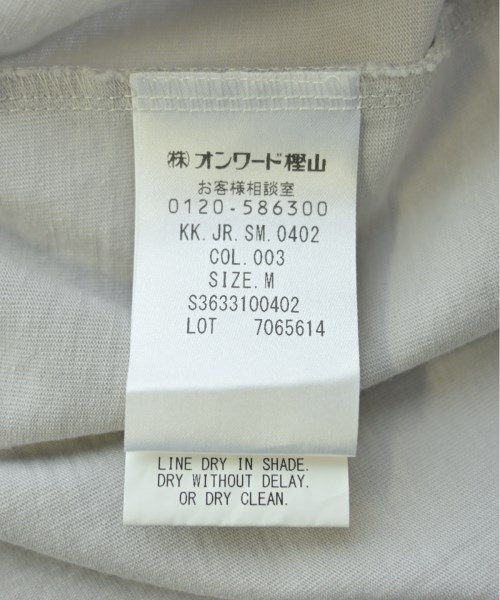 ㈱オンワード樫山
お客様相談室
0120-586300
KK.JR.SM.0402
COL.003
SIZE.M
S3633100402
LOT 7065614
LINE DRY IN SHADE.
DRY WITHOUT DELAY.
OR DRY CLEAN.